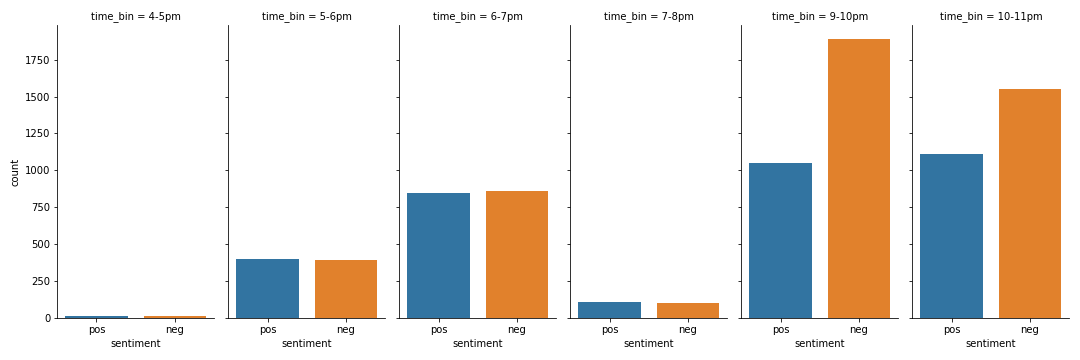 time_bin = 4-5pm time_bin = 5-6pm time_bin = 6-7pm time_bin = 7-8pm time_bin = 9-10pm time_bin = 10-11pm
1750
1500
1250
1000
750
500
250
0
count
pos neg pos neg pos neg pos neg pos neg pos neg
sentiment sentiment sentiment sentiment sentiment sentiment